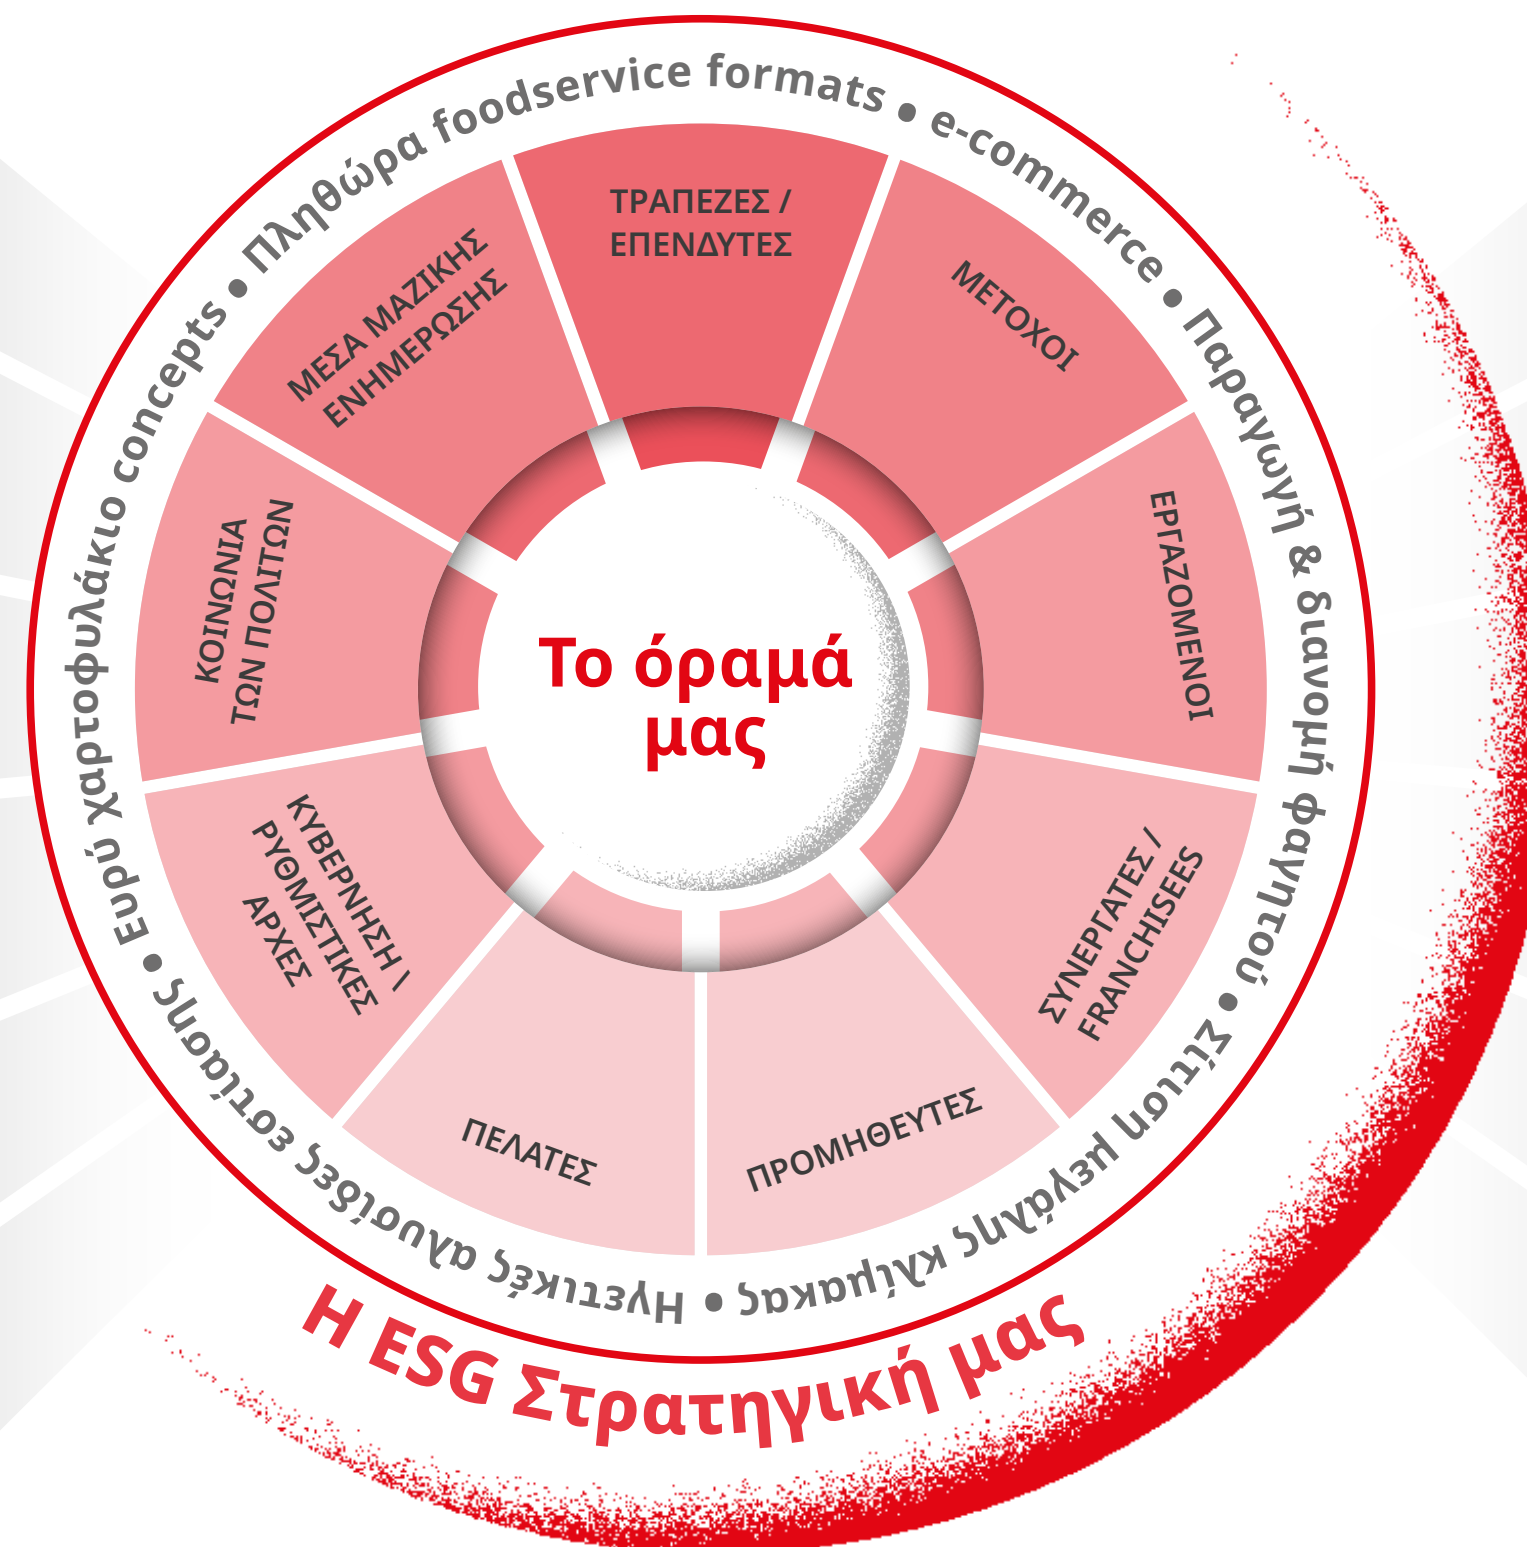 Πληθώρα foodservice formats • e-commerce • Παραγωγή & διανομή φαγητού • Σίτιση μεγάλης κλίμακας • Ηγετικές αλυσίδες εστίασης • Ευρύ χαρτοφυλάκιο concepts •
ΤΡΑΠΕΖΕΣ /
ΕΠΕΝΔΥΤΕΣ
ΜΕΤΟΧΟΙ
ΕΡΓΑΖΟΜΕΝΟΙ
ΣΥΝΕΡΓΑΤΕΣ /
FRANCHISEES
ΠΡΟΜΗΘΕΥΤΕΣ
ΠΕΛΑΤΕΣ
ΚΥΒΕΡΝΗΣΗ \
ΡΥΘΜΙΣΤΙΚΕΣ
ΑΡΧΕΣ
ΚΟΙΝΩΝΙΑ
ΤΩΝ ΠΟΛΙΤΩΝ
ΜΕΣΑ ΜΑΖΙΚΗΣ
ΕΝΗΜΕΡΩΣΗΣ
Το όραμά
μας
Η ESG Στρατηγική μας